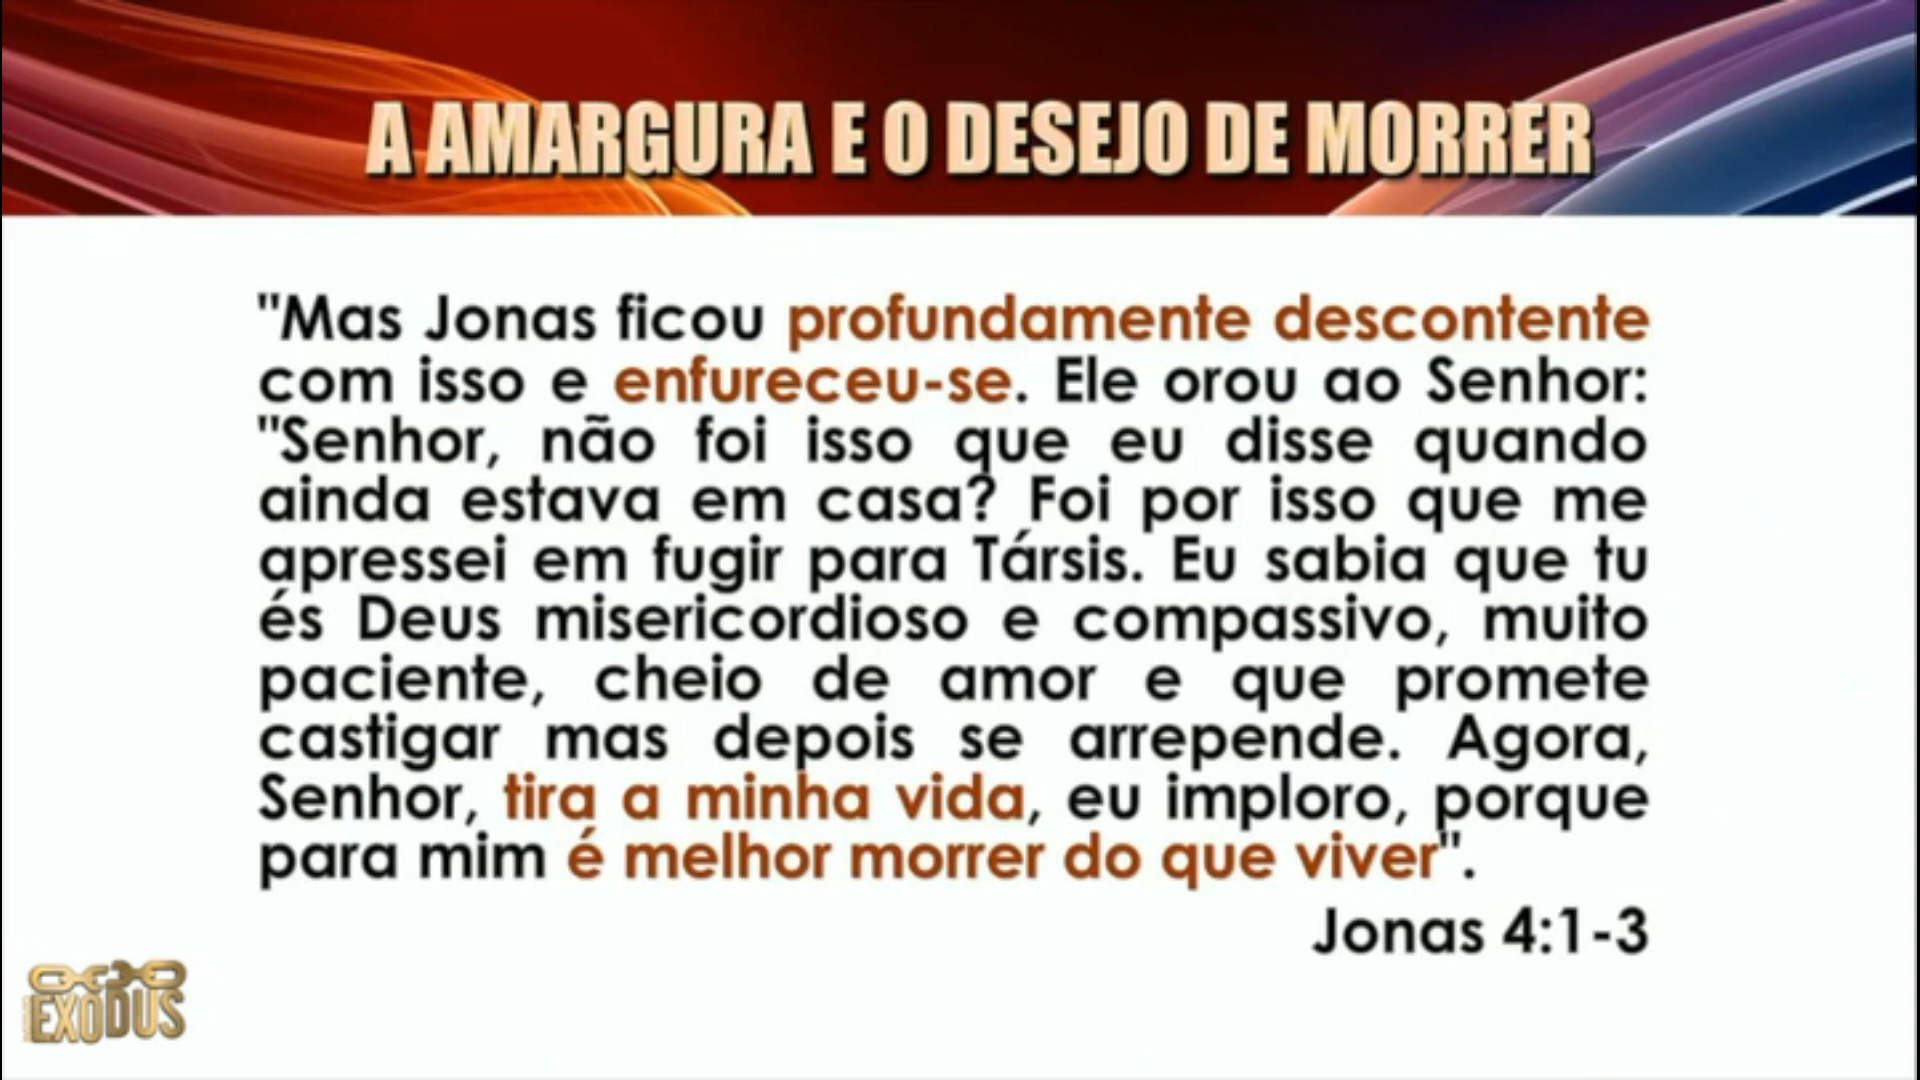 A AMARGURA E O DESEJO DE MORRER
"Mas Jonas ficou profundamente descontente
com isso e enfureceu-se. Ele orou ao Senhor:
"Senhor, não foi isso que eu disse quando
ainda estava em casa? Foi por isso que me
apressei em fugir para Társis. Eu sabia que tu
és Deus misericordioso e compassivo, muito
paciente, cheio de amor e que promete
castigar mas depois se arrepende. Agora,
Senhor, tira a minha vida, eu imploro, porque
para mim é melhor morrer do que viver".
Jonas 4:1-3
EXODUS